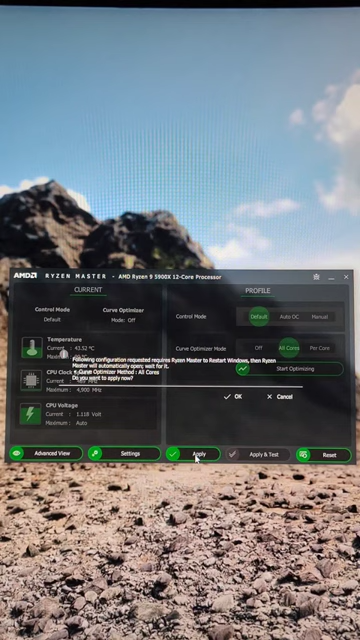 AMD RYZEN MASTER - AMD Ryzen 9 5900X 12-Core Processor
CURRENT
PROFILE
Control Mode
Curve Optimizer
Default
Mode: Off
Control Mode
Default
Auto OC
Manual
Temperature
Current : 43.52 °C
Curve Optimizer Mode
Off
All Cores
Per Core
Following configuration requested requires Ryzen Master to Restart Windows, then Ryzen
Master will automatically open; wait for it.
Curve Optimizer Method : All Cores
Do you want to apply now?
Start Optimizing
CPU Clock
Maximum : 4,900 MHz
OK
Cancel
CPU Voltage
Current : 1.118 Volt
Maximum : Auto
Advanced View
Settings
Apply
Apply & Test
Reset